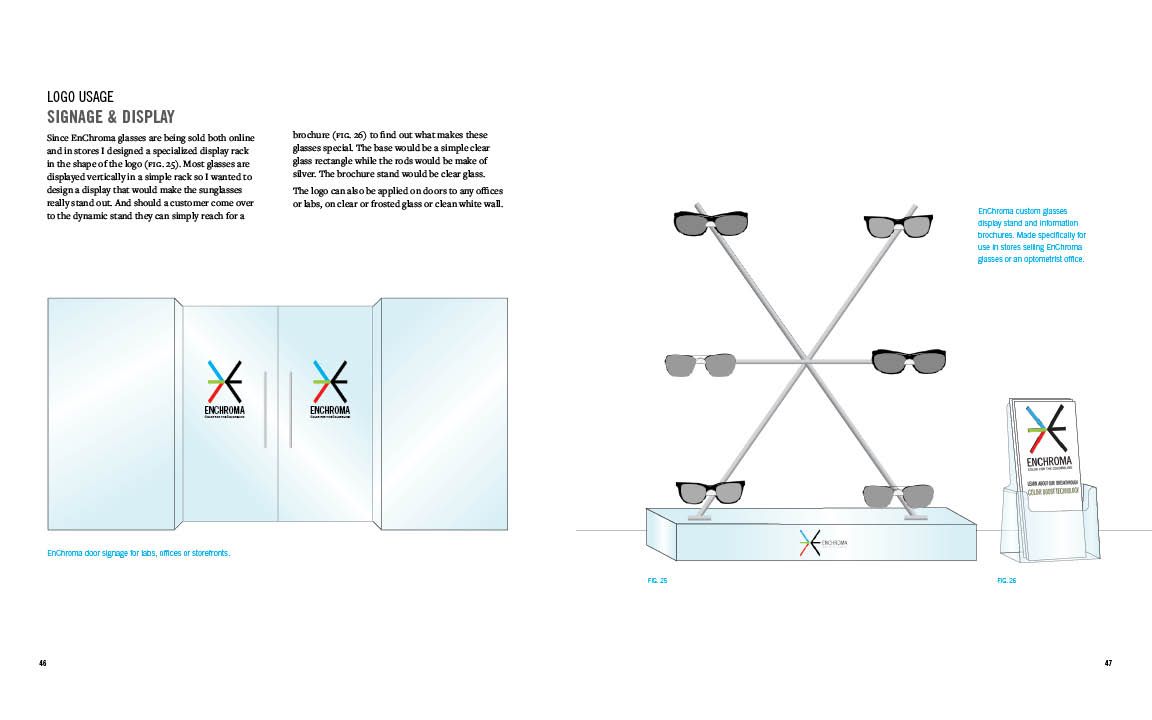 LOGO USAGE
SIGNAGE & DISPLAY
Since EnChroma glasses are being sold both online
and in stores I designed a specialized display rack
in the shape of the logo (FIG. 25). Most glasses are
displayed vertically in a simple rack so I wanted to
design a display that would make the sunglasses
really stand out. And should a customer come over
to the dynamic stand they can simply reach for a
brochure (FIG. 26) to find out what makes these
glasses special. The base would be a simple clear
glass rectangle while the rods would be make of
silver. The brochure stand would be clear glass.
The logo can also be applied on doors to any offices
or labs, on clear or frosted glass or clean white wall.
ENCHROMA
COLOR FOR THE COLORBLIND
ENCHROMA
COLOR FOR THE COLORBLIND
EnChroma door signage for labs, offices or storefronts.
EnChroma custom glasses
display stand and information
brochures. Made specifically for
use in stores selling EnChroma
glasses or an optometrist office.
ENCHROMA
ENCHROMA
COLOR FOR THE COLORBLIND
LEARN ABOUT OUR BREAKTHROUGH
COLOR BOOST TECHNOLOGY
FIG. 25
FIG. 26
46
47